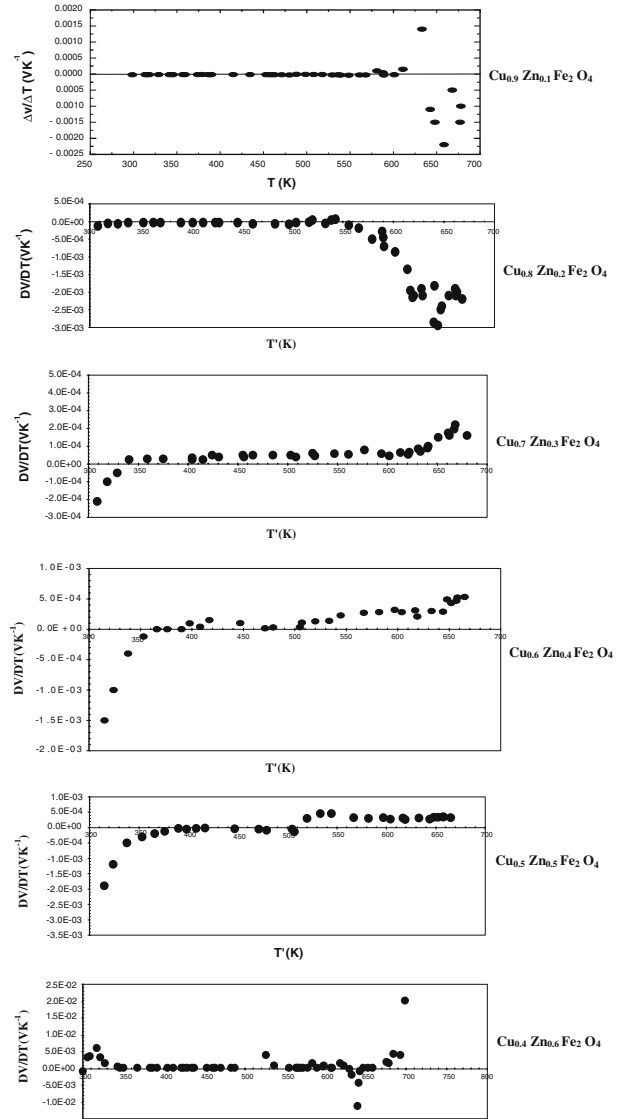 0.0020
0.0015
0.0010
0.0005
0.0000
0.0005
- 0.0010
- 0.0015
- 0.0020
- 0.0025
Δv/ΔT (VK-1)
250 300 350 400 450 500 550 600 650 700
T (K)
Cu0.9 Zn0.1 Fe2 O4
5.0E-04
0.0E+00
-5.0E-04
-1.0E-03
-1.5E-03
-2.0E-03
-2.5E-03
-3.0E-03
DV/DT(VK-1)
300 350 400 450 500 550 600 650 700
T'(K)
Cu0.8 Zn0.2 Fe2 O4
5.0E-04
4.0E-04
3.0E-04
2.0E-04
1.0E-04
0.0E+00
-1.0E-04
-2.0E-04
-3.0E-04
DV/DT(VK-1)
300 350 400 450 500 550 600 650 700
T'(K)
Cu0.7 Zn0.3 Fe2 O4
1.0E-03
5.0E-04
0.0E+00
-5.0E-04
-1.0E-03
-1.5E-03
-2.0E-03
DV/DT(VK-1)
300 350 400 450 500 550 600 650 700
T'(K)
Cu0.6 Zn0.4 Fe2 O4
1.0E-03
5.0E-04
0.0E+00
-5.0E-04
-1.0E-03
-1.5E-03
-2.0E-03
-2.5E-03
-3.0E-03
-3.5E-03
DV/DT(VK-1)
300 350 400 450 500 550 600 650 700
T'(K)
Cu0.5 Zn0.5 Fe2 O4
2.5E-02
2.0E-02
1.5E-02
1.0E-02
5.0E-03
0.0E+00
-5.0E-03
-1.0E-02
DV/DT(VK-1)
300 350 400 450 500 550 600 650 700 750 800
Cu0.4 Zn0.6 Fe2 O4